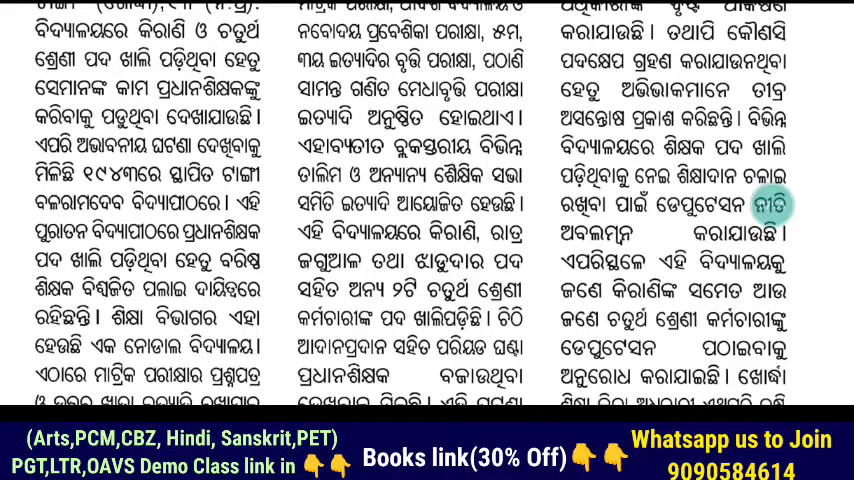 ବିଦ୍ୟାଳୟରେ କିରାଣି ଓ ଚତୁର୍ଥ
ଶ୍ରେଣୀ ପଦ ଖାଲି ପଡ଼ିଥିବା ହେତୁ
ସେମାନଙ୍କ କାମ ପ୍ରଧାନଶିକ୍ଷକଙ୍କୁ
କରିବାକୁ ପଡୁଥିବା ଦେଖାଯାଉଛି ।
ଏପରି ଅଭାବନୀୟ ଘଟଣା ଦେଖିବାକୁ
ମିଳିଛି ୧୯୪୩ରେ ସ୍ଥାପିତ ଟାଙ୍ଗୀ
ବଳରାମଦେବ ବିଦ୍ୟାପୀଠରେ । ଏହି
ପୁରାତନ ବିଦ୍ୟାପୀଠରେ ପ୍ରଧାନଶିକ୍ଷକ
ପଦ ଖାଲି ପଡ଼ିଥିବା ହେତୁ ବରିଷ୍ଠ
ଶିକ୍ଷକ ବିଶ୍ୱଜିତ ପଲାଇ ଦାୟିତ୍ୱରେ
ରହିଛନ୍ତି । ଶିକ୍ଷା ବିଭାଗର ଏହା
ହେଉଛି ଏକ ନୋଡାଲ ବିଦ୍ୟାଳୟ ।
ଏଠାରେ ମାଟ୍ରିକ ପରୀକ୍ଷାର ପ୍ରଶ୍ନପତ୍ର
ନବୋଦୟ ପ୍ରବେଶିକା ପରୀକ୍ଷା, ୫ମ,
୩ୟ ଇତ୍ୟାଦିର ବୃତ୍ତି ପରୀକ୍ଷା, ପଠାଣି
ସାମନ୍ତ ଗଣିତ ମେଧାବୃତ୍ତି ପରୀକ୍ଷା
ଇତ୍ୟାଦି ଅନୁଷ୍ଠିତ ହୋଇଥାଏ ।
ଏହାବ୍ୟତୀତ ବ୍ଲକସ୍ତରୀୟ ବିଭିନ୍ନ
ତାଲିମ ଓ ଅନ୍ୟାନ୍ୟ ଶୈକ୍ଷିକ ସଭା
ସମିତି ଇତ୍ୟାଦି ଆୟୋଜିତ ହେଉଛି ।
ଏହି ବିଦ୍ୟାଳୟରେ କିରାଣି, ରାତ୍ର
ଜଗୁଆଳ ତଥା ଝାଡୁଦାର ପଦ
ସହିତ ଅନ୍ୟ ୨ଟି ଚତୁର୍ଥ ଶ୍ରେଣୀ
କର୍ମଚାରୀଙ୍କ ପଦ ଖାଲିପଡ଼ିଛି । ଚିଠି
ଆଦାନପ୍ରଦାନ ସହିତ ପରିୟଡ ଘଣ୍ଟା
ପ୍ରଧାନଶିକ୍ଷକ ବଜାଉଥିବା
କରାଯାଉଛି । ତଥାପି କୌଣସି
ପଦକ୍ଷେପ ଗ୍ରହଣ କରାଯାଉନଥିବା
ହେତୁ ଅଭିଭାବକମାନେ ତୀବ୍ର
ଅସନ୍ତୋଷ ପ୍ରକାଶ କରିଛନ୍ତି । ବିଭିନ୍ନ
ବିଦ୍ୟାଳୟରେ ଶିକ୍ଷକ ପଦ ଖାଲି
ପଡ଼ିଥିବାକୁ ନେଇ ଶିକ୍ଷାଦାନ ଚଳାଇ
ରଖିବା ପାଇଁ ଡେପୁଟେସନ ନୀତି
ଅବଲମ୍ବନ କରାଯାଉଛି ।
ଏପରିସ୍ଥଳେ ଏହି ବିଦ୍ୟାଳୟକୁ
ଜଣେ କିରାଣିଙ୍କ ସମେତ ଆଉ
ଜଣେ ଚତୁର୍ଥ ଶ୍ରେଣୀ କର୍ମଚାରୀଙ୍କୁ
ଡେପୁଟେସନ ପଠାଇବାକୁ
ଅନୁରୋଧ କରାଯାଇଛି । ଖୋର୍ଦ୍ଧା
(Arts,PCM,CBZ, Hindi, Sanskrit,PET)
PGT,LTR,OAVS Demo Class link in 👇👇
Books link(30% Off)👇👇
Whatsapp us to Join
9090584614